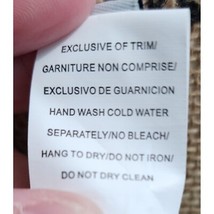 EXCLUSIVE OF TRIM/
GARNITURE NON COMPRISE/
EXCLUSIVO DE GUARNICION
HAND WASH COLD WATER
SEPARATELY/NO BLEACH/
HANG TO DRY/DO NOT IRON/
DO NOT DRY CLEAN